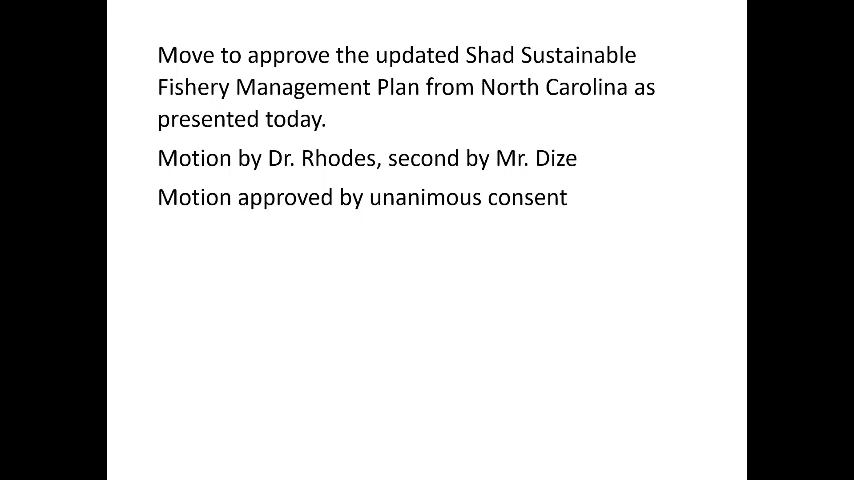 Move to approve the updated Shad Sustainable
Fishery Management Plan from North Carolina as
presented today.
Motion by Dr. Rhodes, second by Mr. Dize
Motion approved by unanimous consent